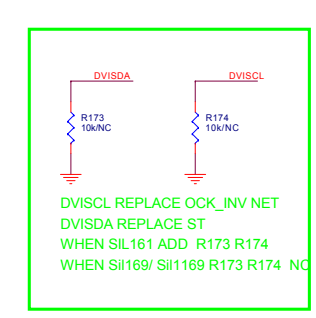 DVISDA DVISCL
R173 R174
10k/NC 10k/NC
DVISCL REPLACE OCK_INV NET
DVISDA REPLACE ST
WHEN SIL161 ADD R173 R174
WHEN Sil169/ Sil1169 R173 R174 NC